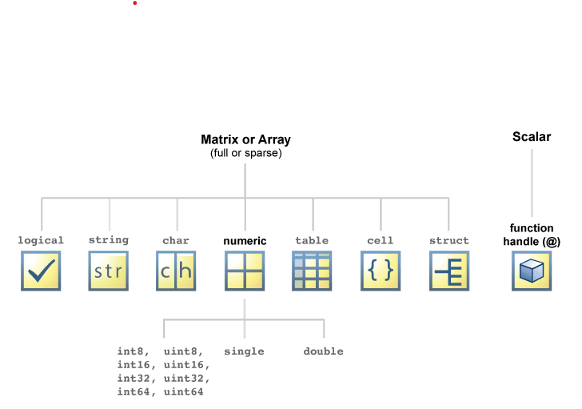 Matrix or Array
(full or sparse)
Scalar
logical
string
char
numeric
table
cell
struct
function
handle (@)
str
ch
{ }
int8, uint8,
int16, uint16,
int32, uint32,
int64, uint64
single
double